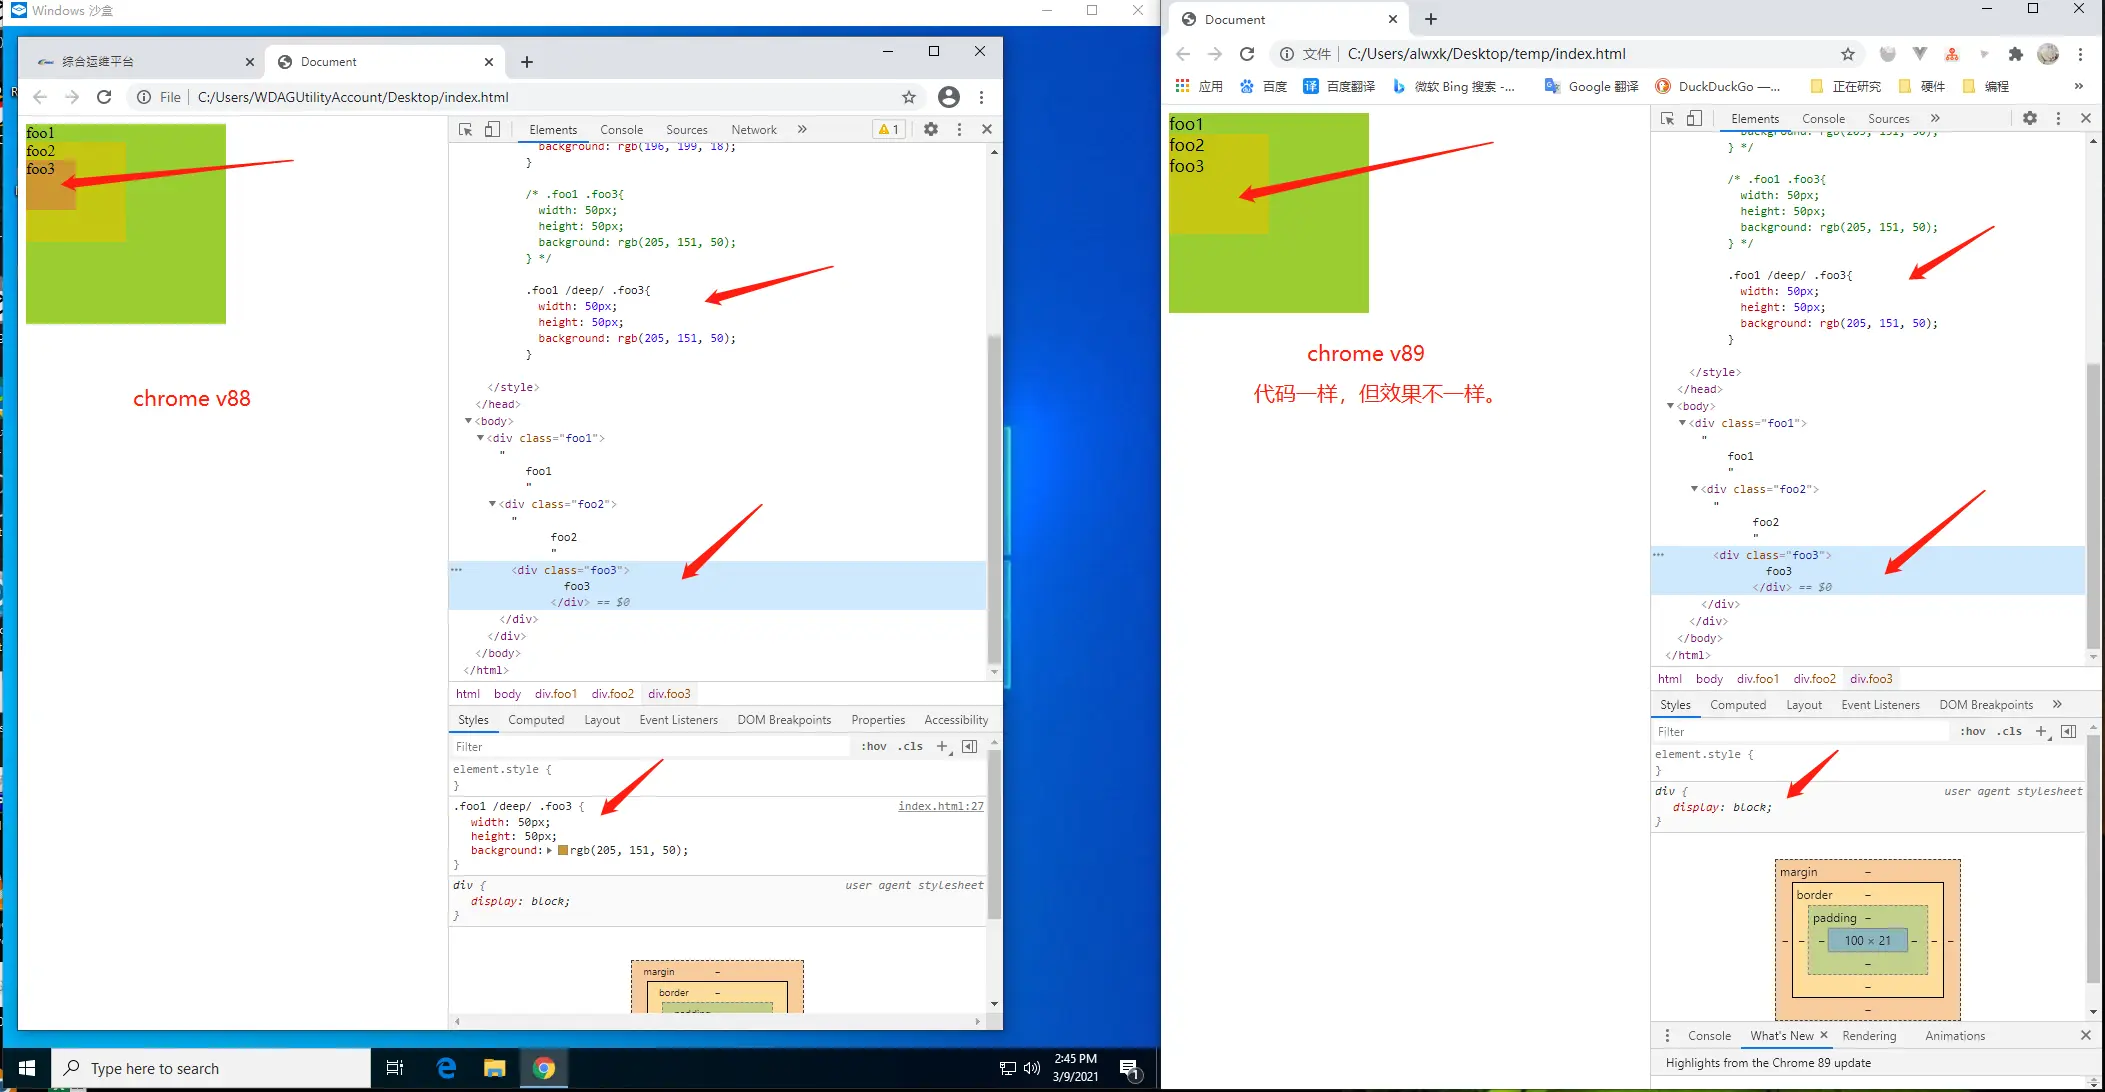 Windows 沙盒
综合运维平台
Document
File
C:/Users/WDAGUtilityAccount/Desktop/index.html
foo1
foo2
foo3
chrome v88
Elements
Console
Sources
Network
1
background: rgb(196, 199, 18);
}
/* .foo1 .foo3{
width: 50px;
height: 50px;
background: rgb(205, 151, 50);
} */
.foo1 /deep/ .foo3{
width: 50px;
height: 50px;
background: rgb(205, 151, 50);
}
</style>
</head>
<body>
<div class="foo1">
"
foo1
"
<div class="foo2">
"
foo2
"
<div class="foo3">
foo3
</div> == $0
</div>
</div>
</body>
</html>
html body div.foo1 div.foo2 div.foo3
Styles Computed Layout Event Listeners DOM Breakpoints Properties Accessibility
Filter
:hov .cls
element.style {
}
.foo1 /deep/ .foo3 {
index.html:27
width: 50px;
height: 50px;
background: rgb(205, 151, 50);
}
div {
user agent stylesheet
display: block;
}
margin
border
Type here to search
2:45 PM
3/9/2021
1
Document
文件
C:/Users/alwxk/Desktop/temp/index.html
应用
百度
译
百度翻译
微软 Bing 搜索 -...
Google 翻译
DuckDuckGo —...
正在研究
硬件
编程
foo1
foo2
foo3
chrome v89
代码一样，但效果不一样。
Elements
Console
Sources
background: rgb(205, 151, 50);
} */
/* .foo1 .foo3{
width: 50px;
height: 50px;
background: rgb(205, 151, 50);
} */
.foo1 /deep/ .foo3{
width: 50px;
height: 50px;
background: rgb(205, 151, 50);
}
</style>
</head>
<body>
<div class="foo1">
"
foo1
"
<div class="foo2">
"
foo2
"
<div class="foo3">
foo3
</div> == $0
</div>
</div>
</body>
</html>
html body div.foo1 div.foo2 div.foo3
Styles Computed Layout Event Listeners DOM Breakpoints
Filter
:hov .cls
element.style {
}
div {
user agent stylesheet
display: block;
}
margin
border
padding
100 × 21
Console
What's New
Rendering
Animations
Highlights from the Chrome 89 update